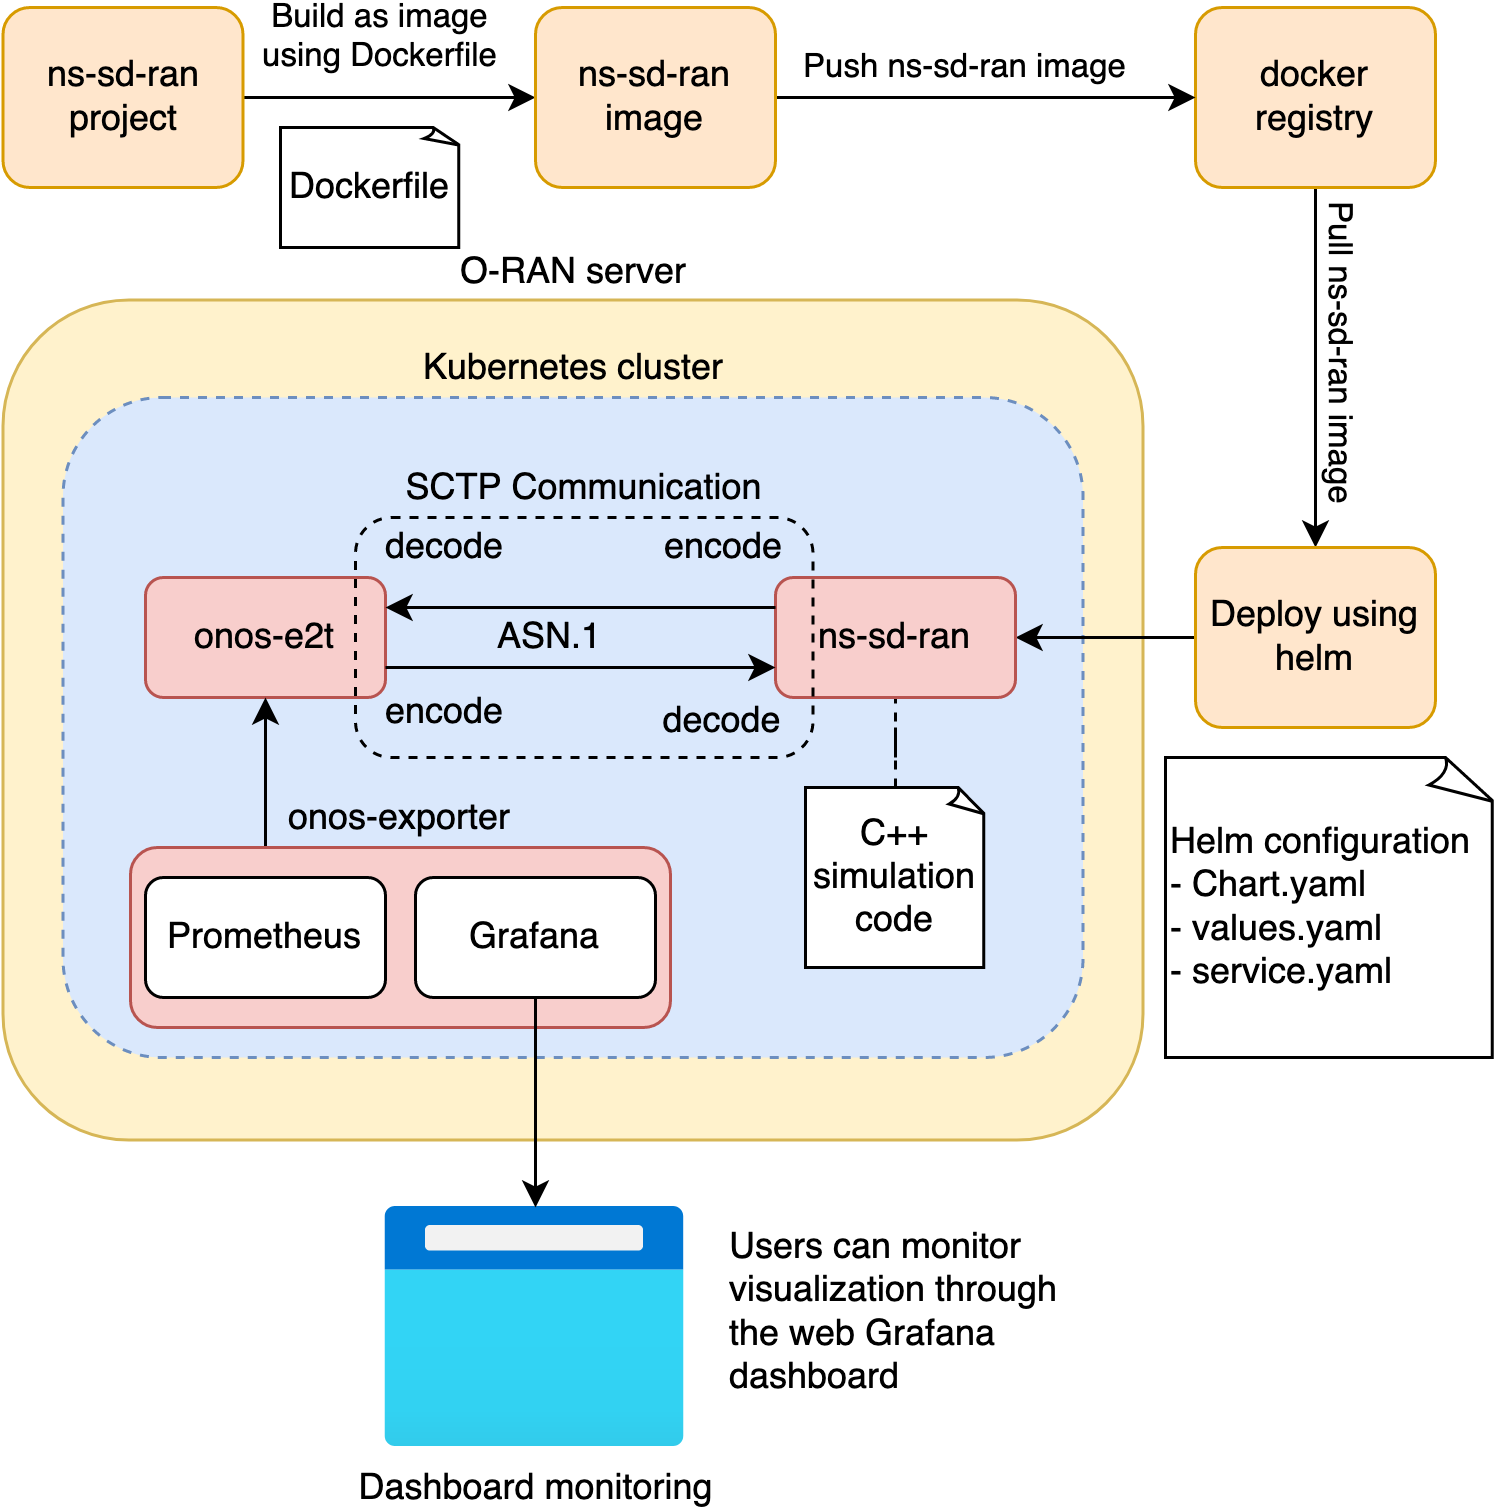 ns-sd-ran
project
Build as image
using Dockerfile
Dockerfile
ns-sd-ran
image
Push ns-sd-ran image
docker
registry
Pull ns-sd-ran image
O-RAN server
Kubernetes cluster
SCTP Communication
decode
encode
onos-e2t
ASN.1
ns-sd-ran
encode
decode
Deploy using
helm
onos-exporter
Prometheus
Grafana
C++
simulation
code
Helm configuration
- Chart.yaml
- values.yaml
- service.yaml
Users can monitor
visualization through
the web Grafana
dashboard
Dashboard monitoring